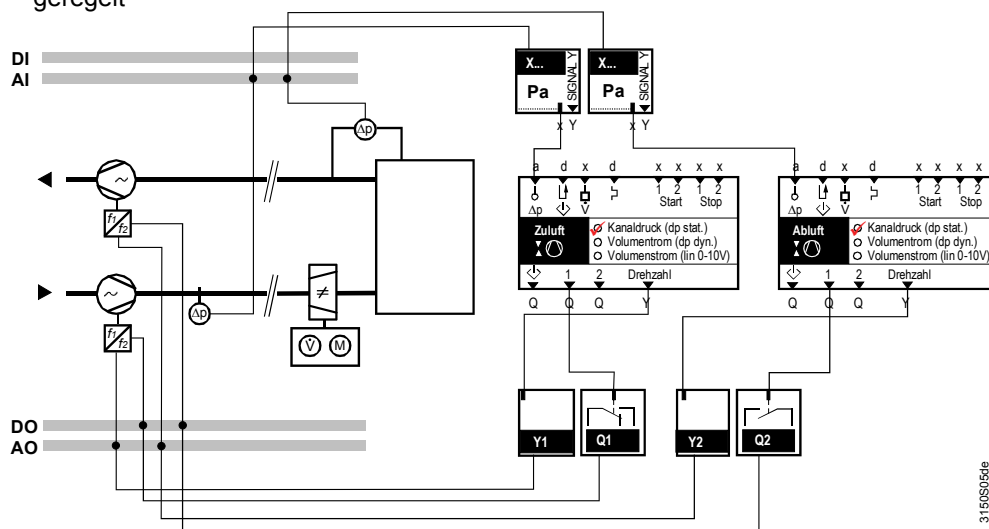 geregelt
DI
AI
X...
Pa
SIGNAL Y
x Y
X...
Pa
SIGNAL Y
x Y
Δp
f1
f2
Δp
f1
f2
≠
V̇ M
a d x d x x x x
Δp V̇ 1 2 1 2
Start Stop
Zuluft
Kanaldruck (dp stat.)
Volumentrom (dp dyn.)
Volumenstrom (lin 0-10V)
1 2 Drehzahl
Q Q Q Y
a d x d x x x x
Δp V̇ 1 2 1 2
Start Stop
Abluft
Kanaldruck (dp stat.)
Volumentrom (dp dyn.)
Volumenstrom (lin 0-10V)
1 2 Drehzahl
Q Q Q Y
DO
AO
Y1
Q1
Y2
Q2
3150S05de